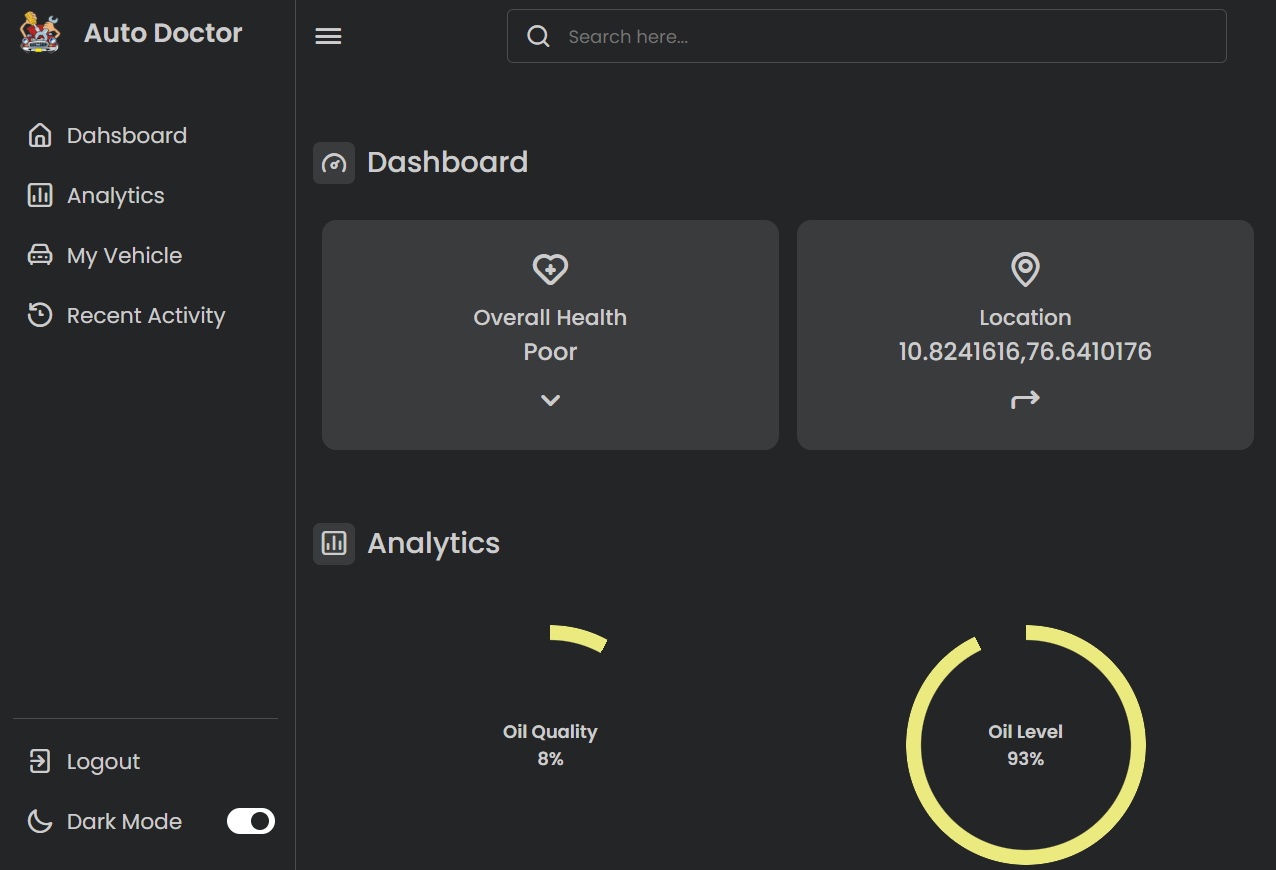 Auto Doctor
Search here...
Dahsboard
Analytics
My Vehicle
Recent Activity
Logout
Dark Mode
Dashboard
Overall Health
Poor
Location
10.8241616,76.6410176
Analytics
Oil Quality
8%
Oil Level
93%